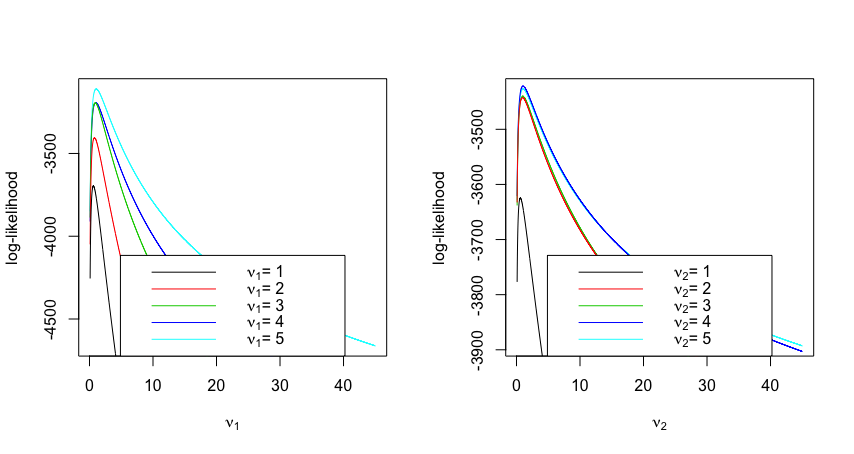 log-likelihood
-3500
-4000
-4500
0 10 20 30 40
ν1
ν1= 1
ν1= 2
ν1= 3
ν1= 4
ν1= 5
log-likelihood
-3500
-3600
-3700
-3800
-3900
0 10 20 30 40
ν2
ν2= 1
ν2= 2
ν2= 3
ν2= 4
ν2= 5